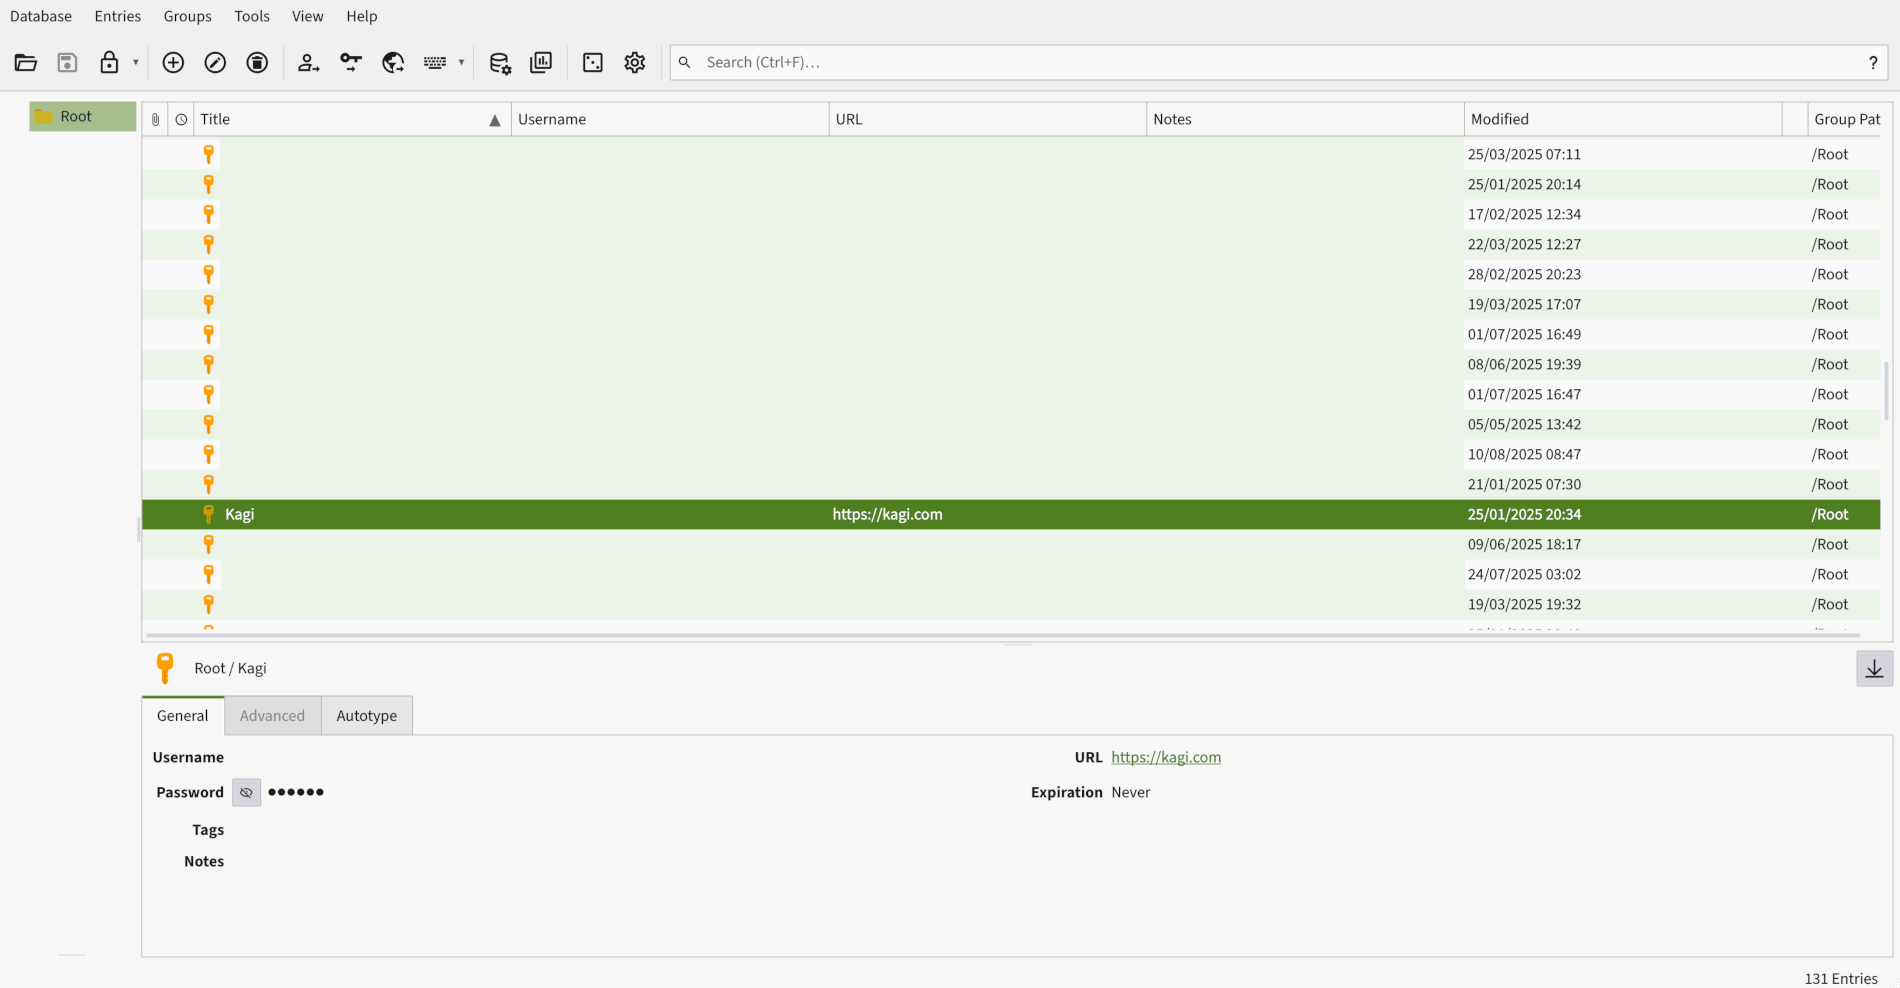 Database Entries Groups Tools View Help
Search (Ctrl+F)... ?
Root
Title Username URL Notes Modified Group Pat
25/03/2025 07:11 /Root
25/01/2025 20:14 /Root
17/02/2025 12:34 /Root
22/03/2025 12:27 /Root
28/02/2025 20:23 /Root
19/03/2025 17:07 /Root
01/07/2025 16:49 /Root
08/06/2025 19:39 /Root
01/07/2025 16:47 /Root
05/05/2025 13:42 /Root
10/08/2025 08:47 /Root
21/01/2025 07:30 /Root
Kagi https://kagi.com 25/01/2025 20:34 /Root
09/06/2025 18:17 /Root
24/07/2025 03:02 /Root
19/03/2025 19:32 /Root
Root / Kagi
General Advanced Autotype
Username URL https://kagi.com
Password ●●●●●● Expiration Never
Tags
Notes
131 Entries